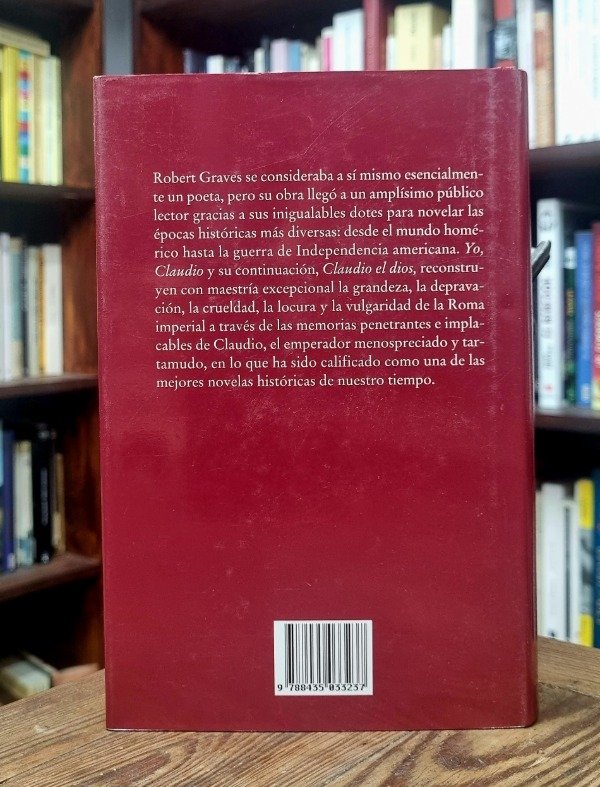 Robert Graves se consideraba a sí mismo esencialmen-
te un poeta, pero su obra llegó a un amplísimo público
lector gracias a sus inigualables dotes para novelar las
épocas históricas más diversas: desde el mundo homé-
rico hasta la guerra de Independencia americana. Yo,
Claudio y su continuación, Claudio el dios, reconstru-
yen con maestría excepcional la grandeza, la deprava-
ción, la crueldad, la locura y la vulgaridad de la Roma
imperial a través de las memorias penetrantes e impla-
cables de Claudio, el emperador menospreciado y tar-
tamudo, en lo que ha sido calificado como una de las
mejores novelas históricas de nuestro tiempo.
9 788435 033237